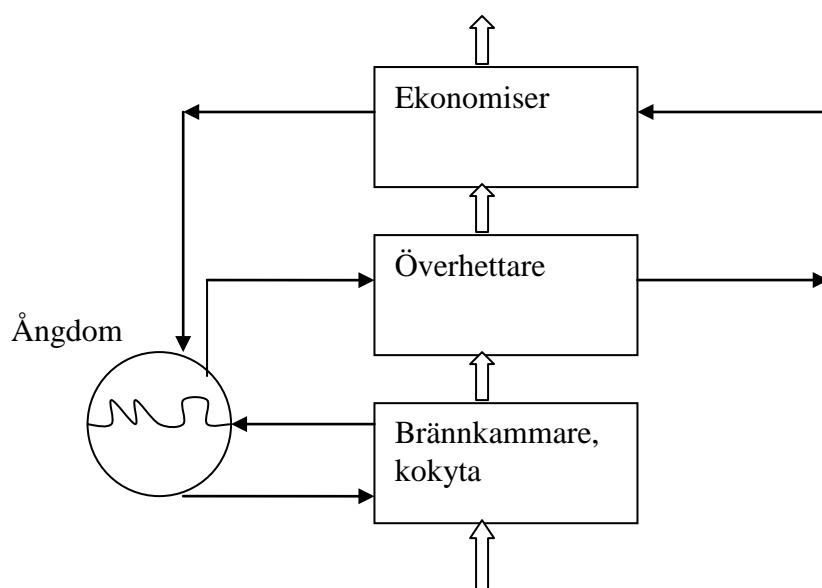 Ekonomiser
Överhettare
Ångdom
Brännkammare,
kokyta